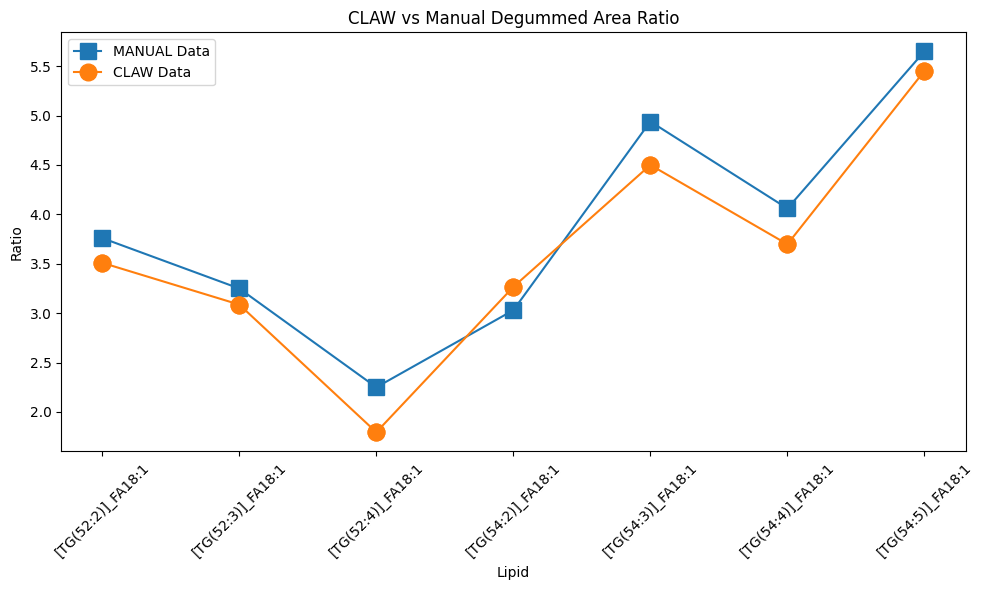 CLAW vs Manual Degummed Area Ratio
MANUAL Data
CLAW Data
Ratio
5.5
5.0
4.5
4.0
3.5
3.0
2.5
2.0
[TG(52:2)]_FA18:1
[TG(52:3)]_FA18:1
[TG(52:4)]_FA18:1
[TG(54:2)]_FA18:1
[TG(54:3)]_FA18:1
[TG(54:4)]_FA18:1
[TG(54:5)]_FA18:1
Lipid